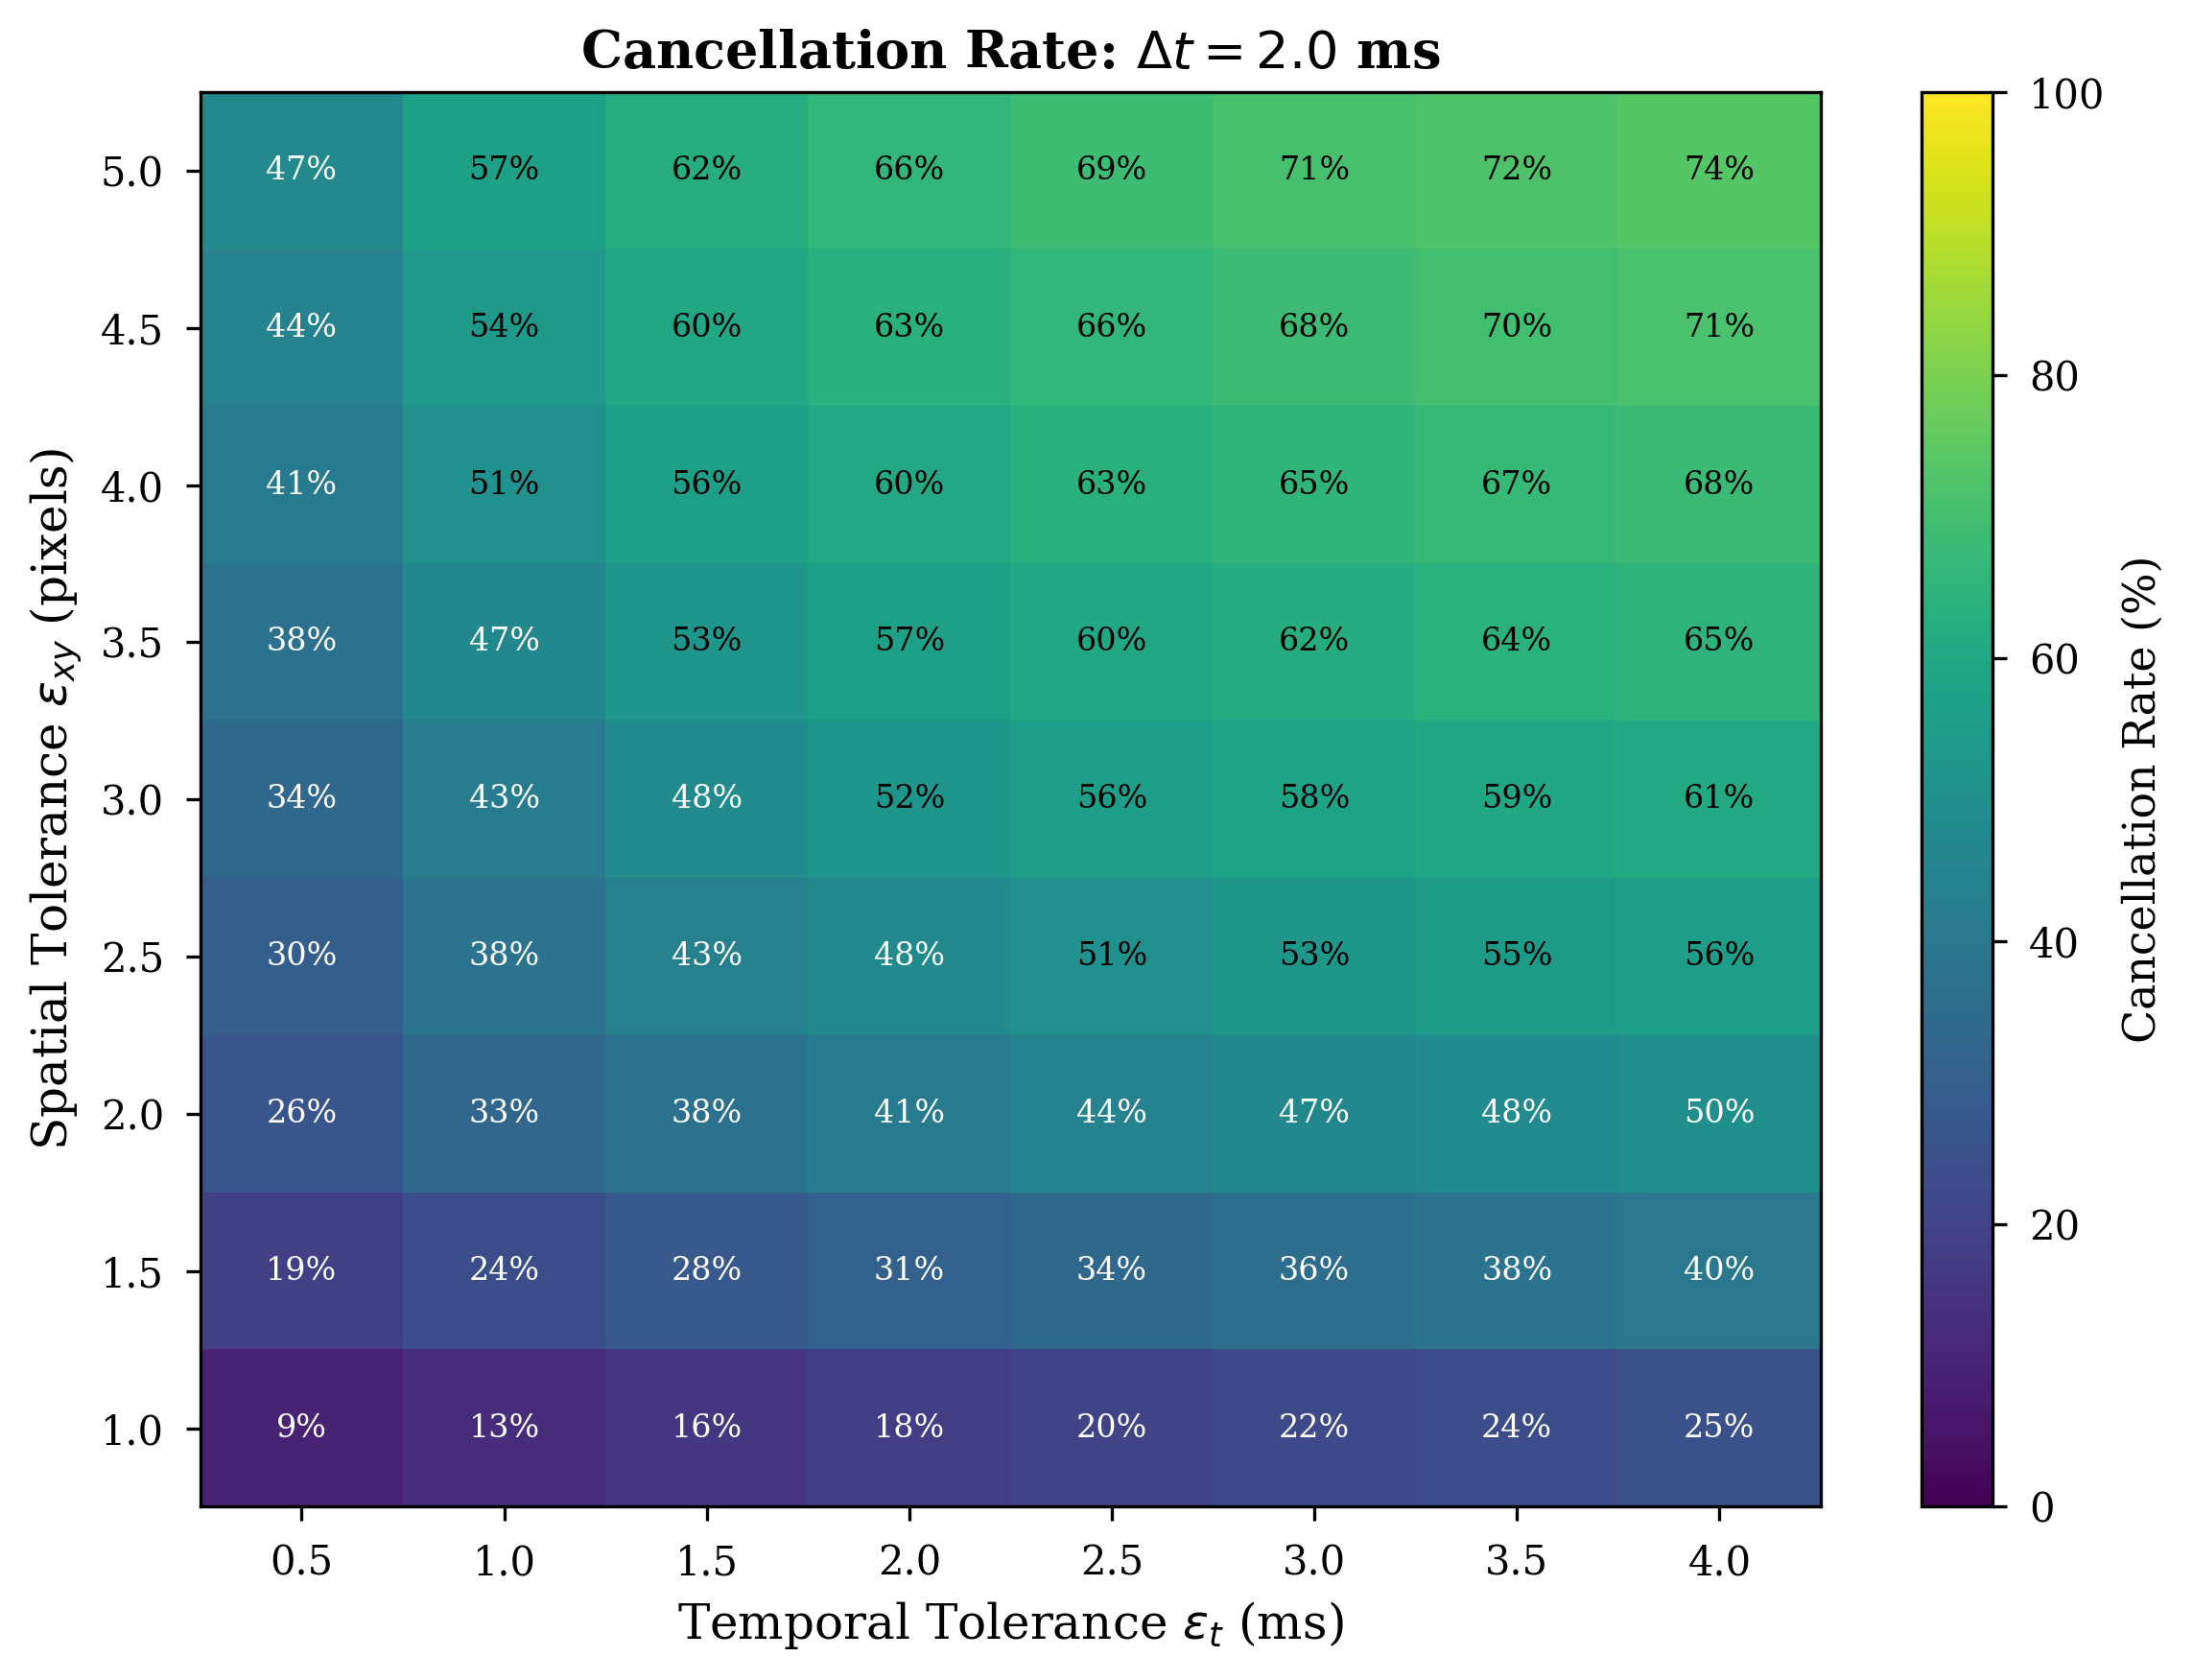 Cancellation Rate: Δt = 2.0 ms
Spatial Tolerance ε_xy (pixels)
5.0 47% 57% 62% 66% 69% 71% 72% 74%
4.5 44% 54% 60% 63% 66% 68% 70% 71%
4.0 41% 51% 56% 60% 63% 65% 67% 68%
3.5 38% 47% 53% 57% 60% 62% 64% 65%
3.0 34% 43% 48% 52% 56% 58% 59% 61%
2.5 30% 38% 43% 48% 51% 53% 55% 56%
2.0 26% 33% 38% 41% 44% 47% 48% 50%
1.5 19% 24% 28% 31% 34% 36% 38% 40%
1.0 9% 13% 16% 18% 20% 22% 24% 25%
0.5 1.0 1.5 2.0 2.5 3.0 3.5 4.0
Temporal Tolerance ε_t (ms)
100
80
60
40
20
0
Cancellation Rate (%)